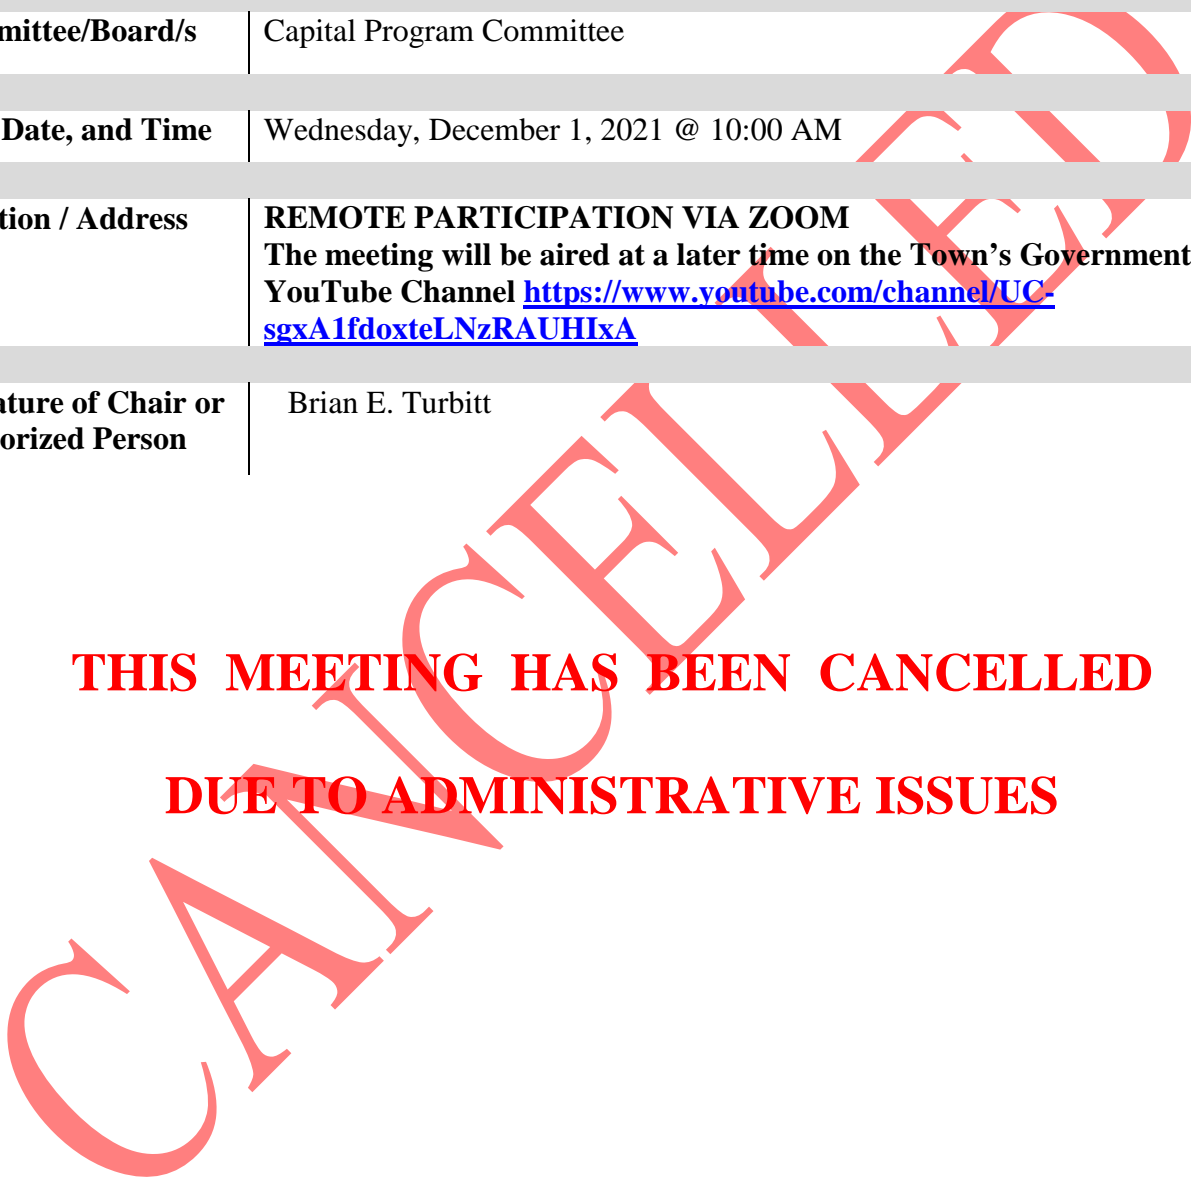 mittee/Board/s Capital Program Committee
Date, and Time Wednesday, December 1, 2021 @ 10:00 AM
tion / Address REMOTE PARTICIPATION VIA ZOOM
The meeting will be aired at a later time on the Town’s Government
YouTube Channel https://www.youtube.com/channel/UC-
sgxA1fdoxteLNzRAUHIxA
ature of Chair or Brian E. Turbitt
orized Person
THIS MEETING HAS BEEN CANCELLED
DUE TO ADMINISTRATIVE ISSUES
CANCELLED